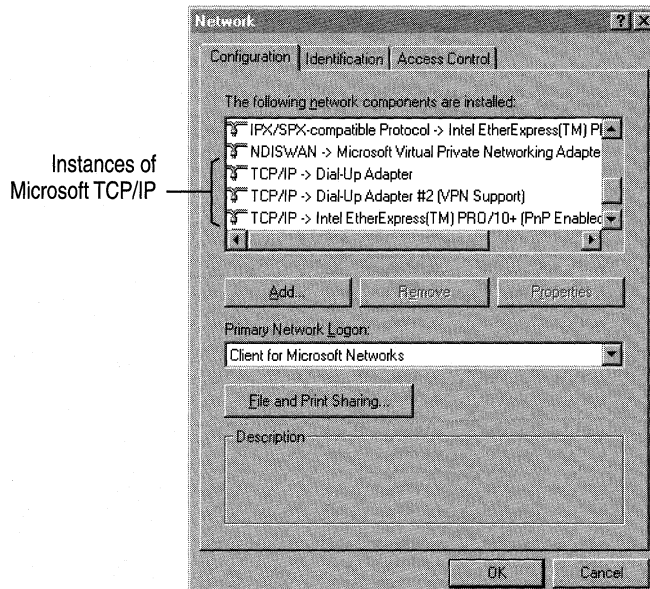 Network
Configuration
Identification
Access Control
The following network components are installed:
IPX/SPX-compatible Protocol -> Intel EtherExpress(TM)
NDISWAN -> Microsoft Virtual Private Networking Adapte
TCP/IP -> Dial-Up Adapter
TCP/IP -> Dial-Up Adapter #2 (VPN Support)
TCP/IP -> Intel EtherExpress(TM) PRO/10+ (PnP Enabled
Instances of
Microsoft TCP/IP
Add...
Remove
Properties
Primary Network Logon:
Client for Microsoft Networks
File and Print Sharing...
Description
OK
Cancel